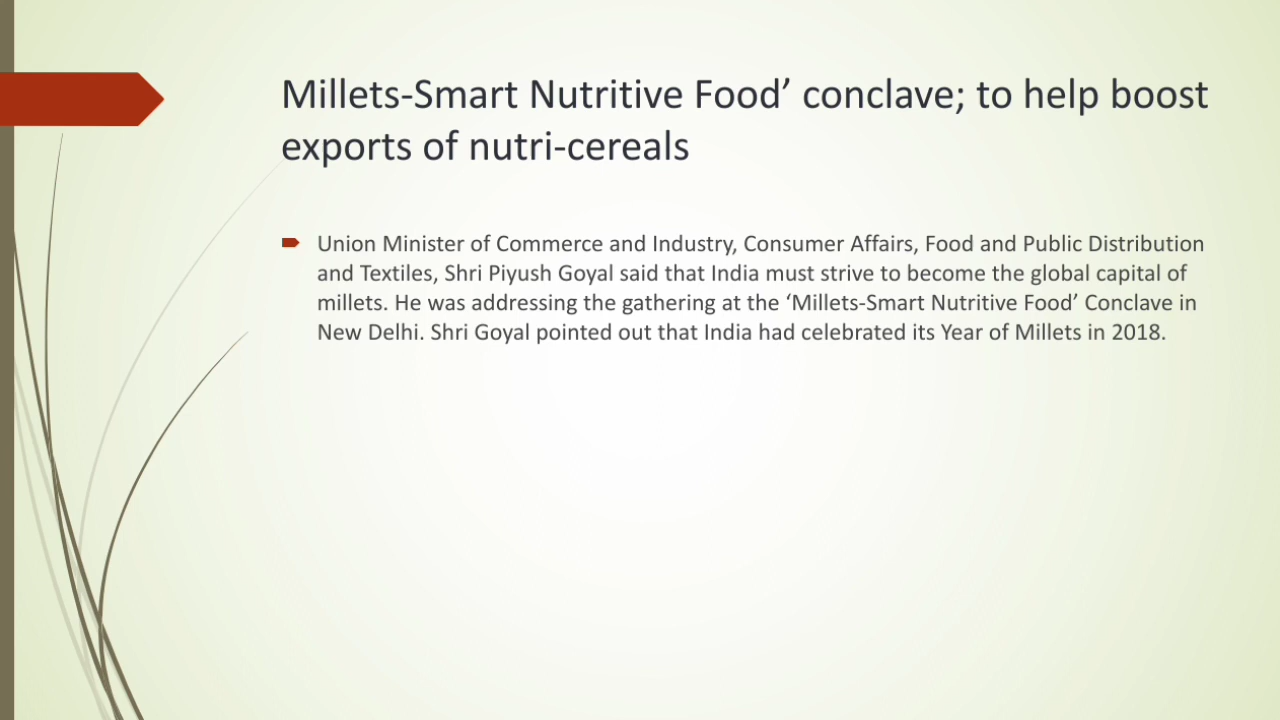 Millets-Smart Nutritive Food’ conclave; to help boost
exports of nutri-cereals
Union Minister of Commerce and Industry, Consumer Affairs, Food and Public Distribution
and Textiles, Shri Piyush Goyal said that India must strive to become the global capital of
millets. He was addressing the gathering at the ‘Millets-Smart Nutritive Food’ Conclave in
New Delhi. Shri Goyal pointed out that India had celebrated its Year of Millets in 2018.